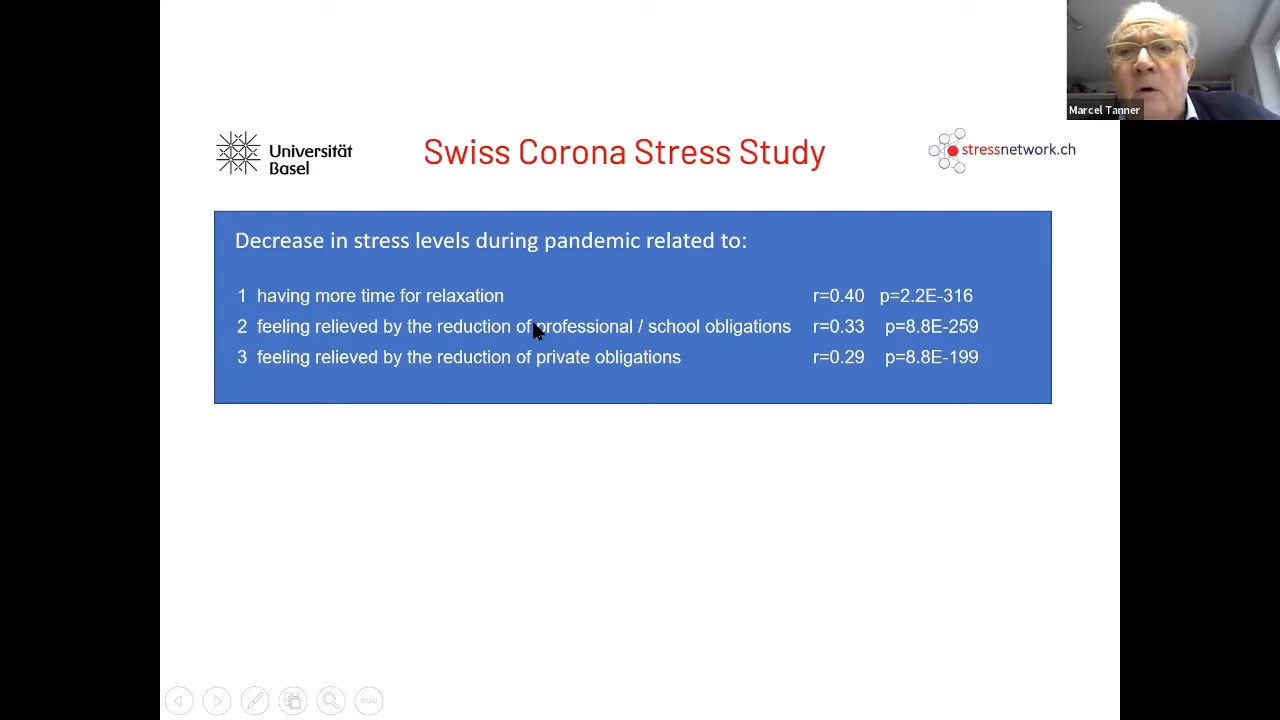 Marcel Tanner
Universität
Basel
Swiss Corona Stress Study
stressnetwork.ch
Decrease in stress levels during pandemic related to:
1 having more time for relaxation r=0.40 p=2.2E-316
2 feeling relieved by the reduction of professional / school obligations r=0.33 p=8.8E-259
3 feeling relieved by the reduction of private obligations r=0.29 p=8.8E-199